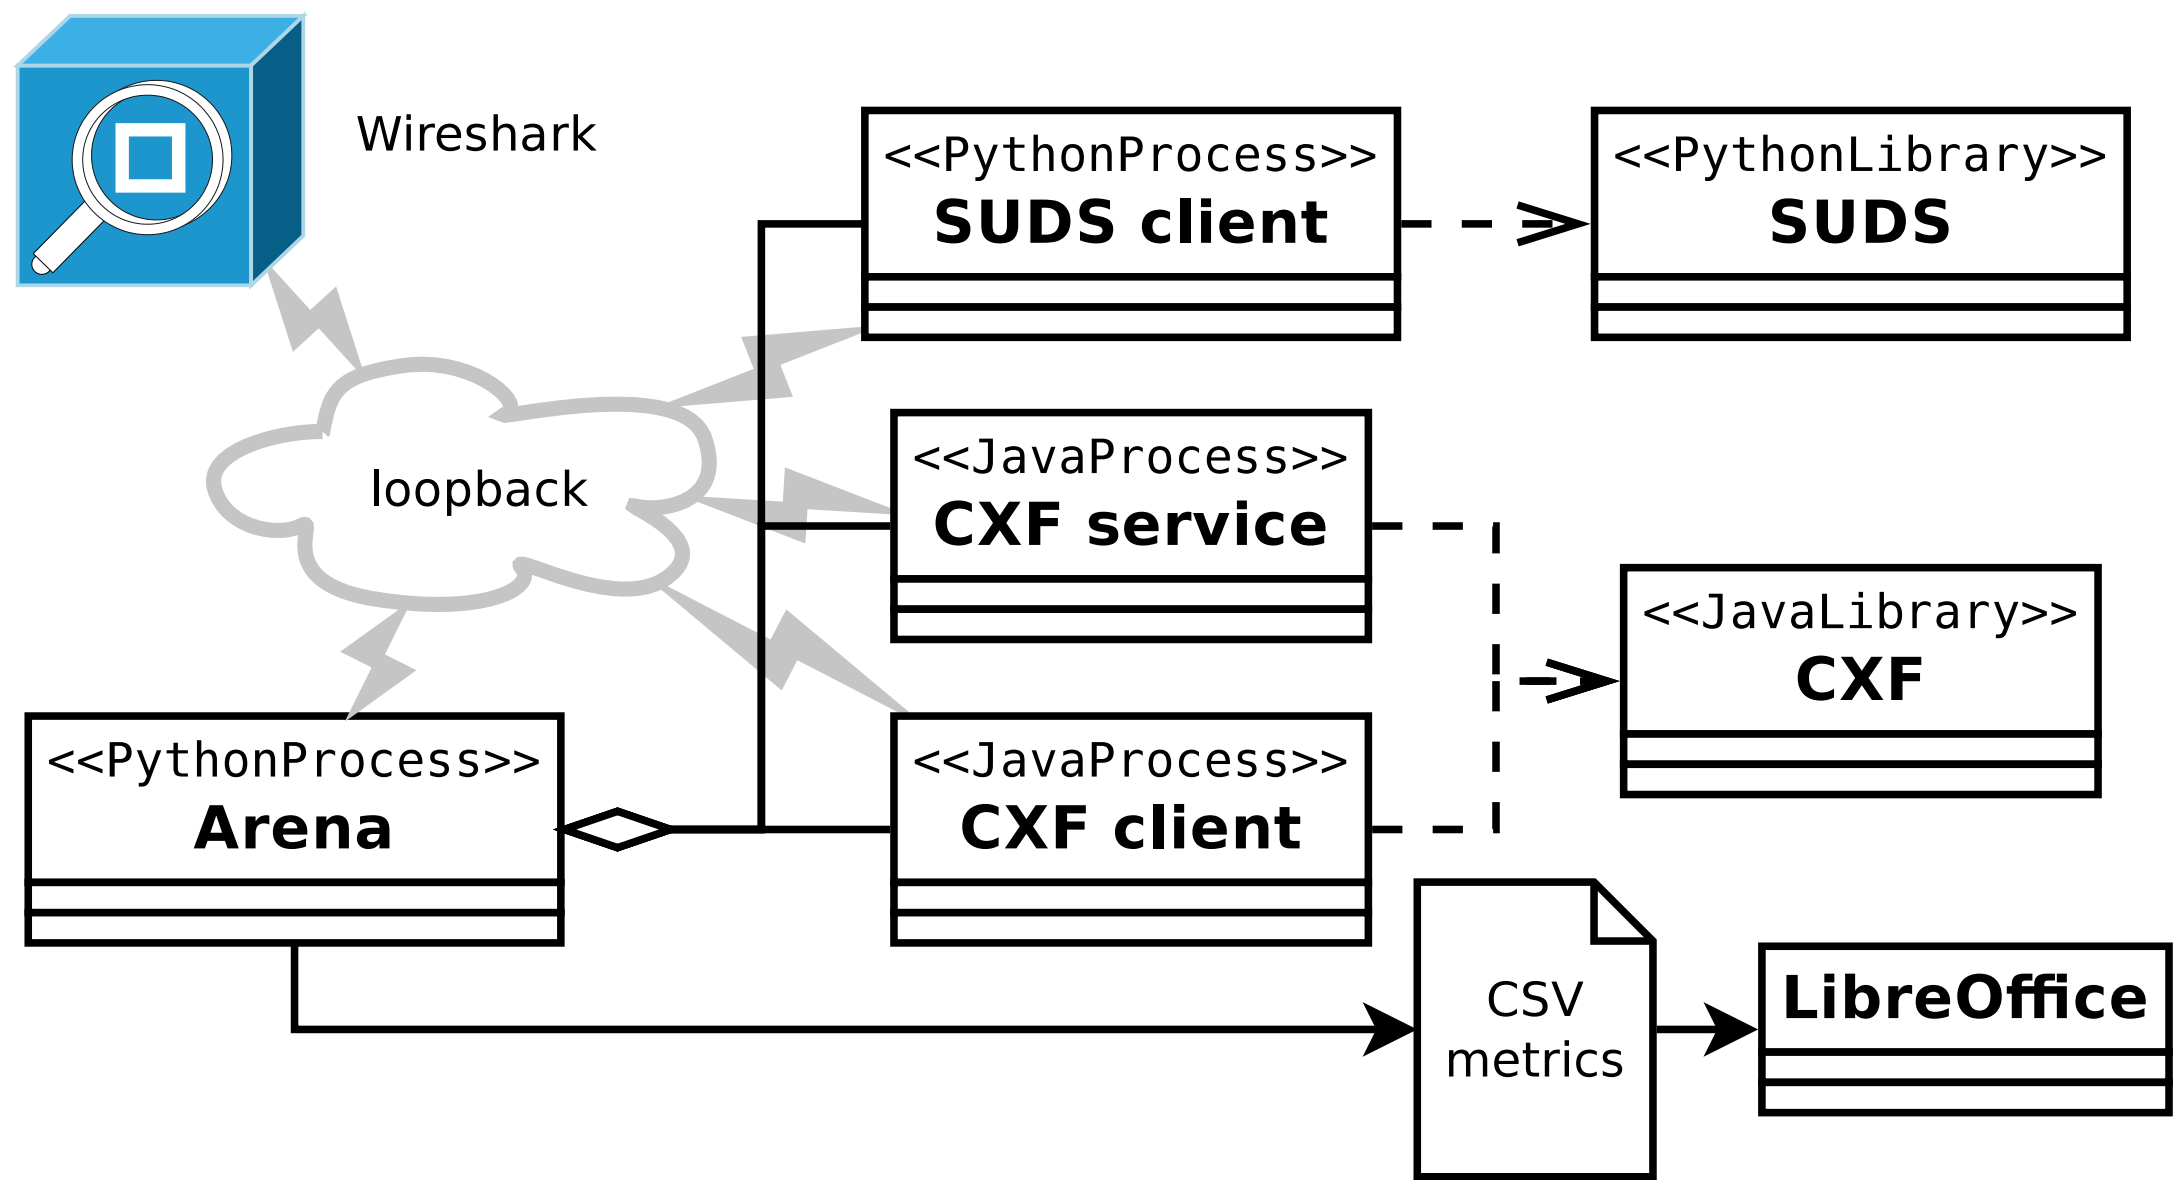 Wireshark
<<PythonProcess>>
SUDS client
<<PythonLibrary>>
SUDS
loopback
<<JavaProcess>>
CXF service
<<JavaLibrary>>
CXF
<<PythonProcess>>
Arena
<<JavaProcess>>
CXF client
CSV
metrics
LibreOffice